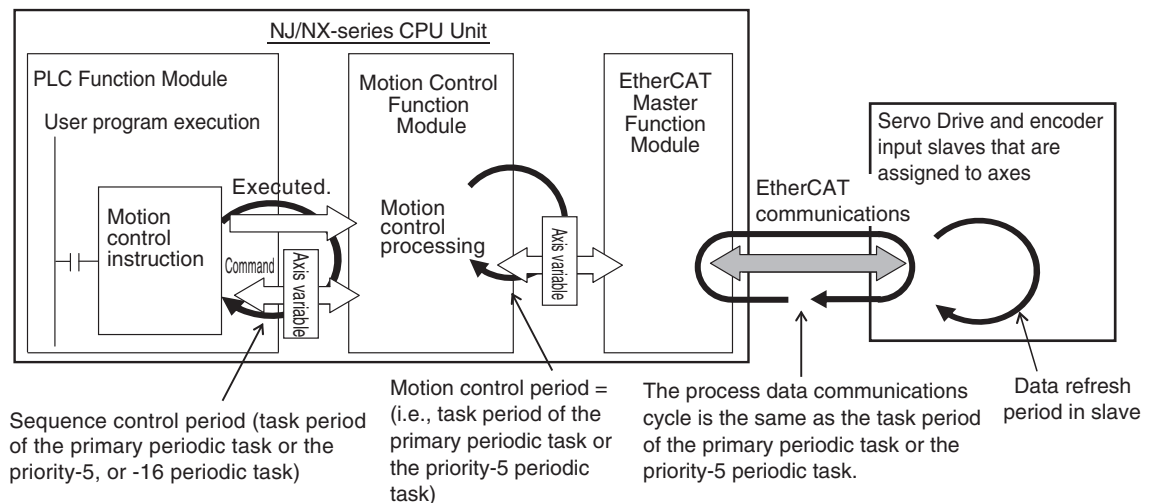 NJ/NX-series CPU Unit
PLC Function Module
User program execution
Motion
control
instruction
Executed.
Command
Axis variable
Motion Control
Function
Module
Motion
control
processing
Axis variable
EtherCAT
Master
Function
Module
EtherCAT
communications
Servo Drive and encoder
input slaves that are
assigned to axes
Sequence control period (task period
of the primary periodic task or the
priority-5, or -16 periodic task)
Motion control period =
(i.e., task period of the
primary periodic task or
the priority-5 periodic
task)
The process data communications
cycle is the same as the task period
of the primary periodic task or the
priority-5 periodic task.
Data refresh
period in slave